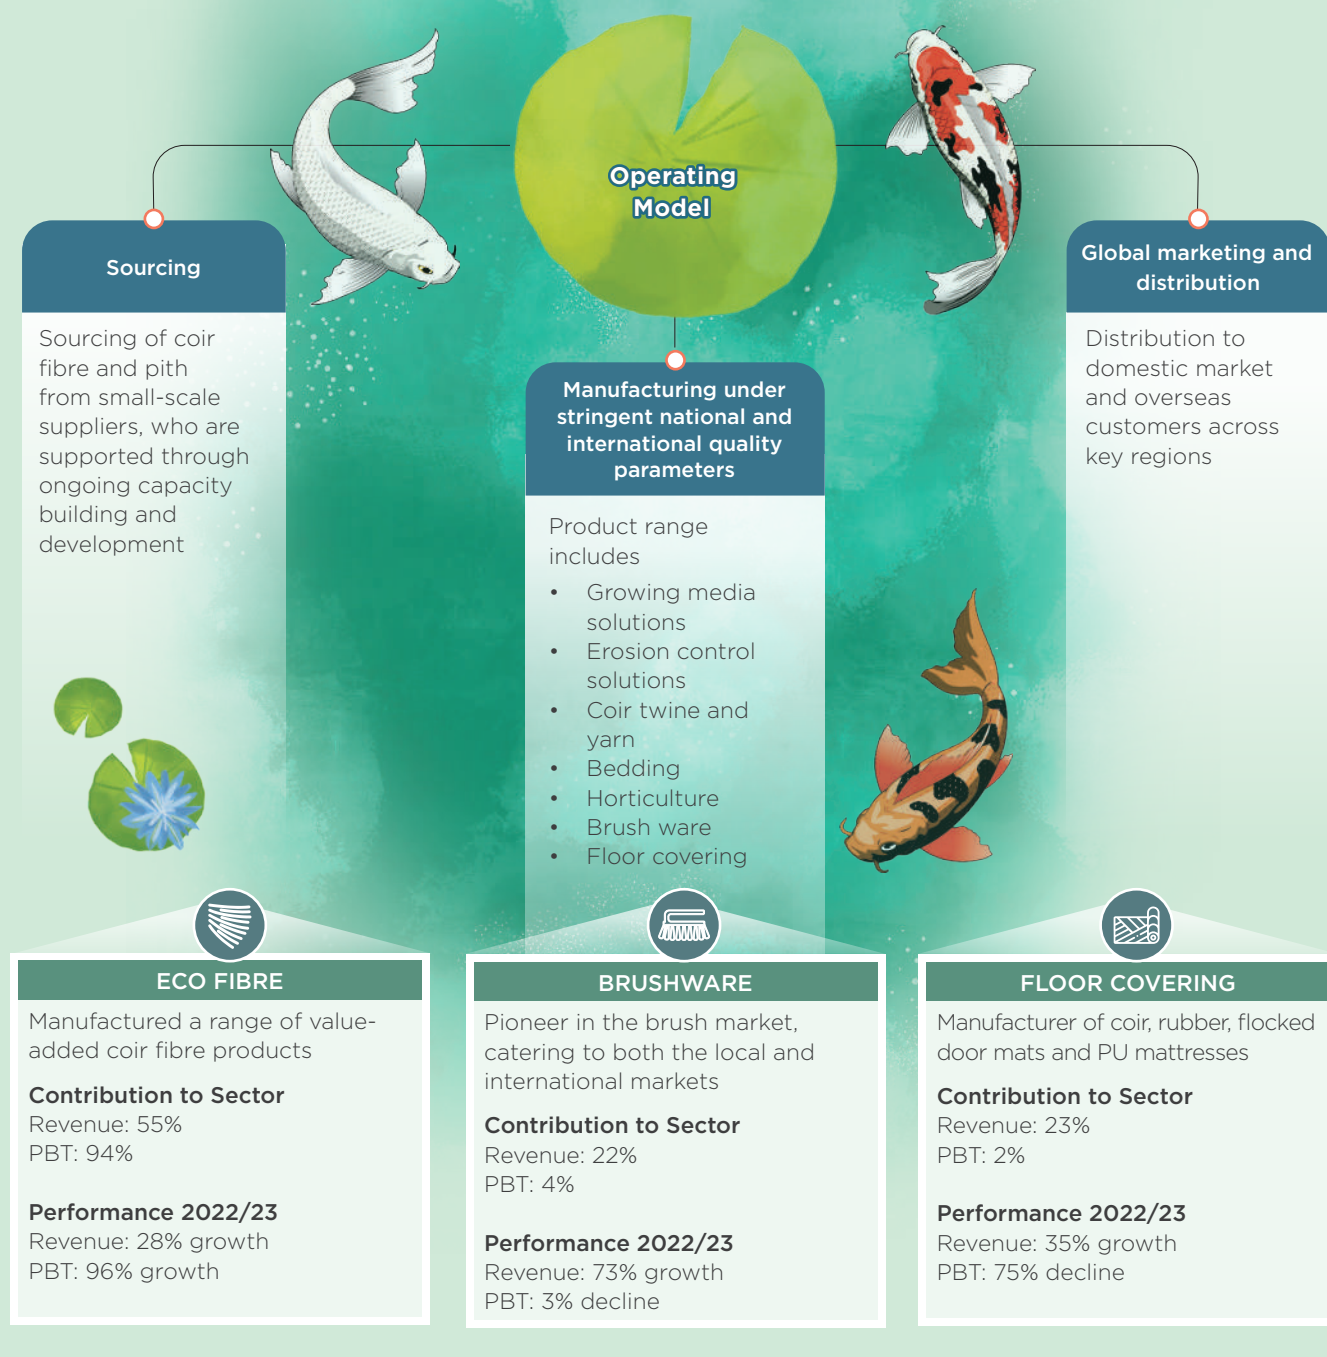 Operating
Model
Sourcing
Sourcing of coir
fibre and pith
from small-scale
suppliers, who are
supported through
ongoing capacity
building and
development
Manufacturing under
stringent national and
international quality
parameters
Product range
includes
• Growing media
solutions
• Erosion control
solutions
• Coir twine and
yarn
• Bedding
• Horticulture
• Brush ware
• Floor covering
Global marketing and
distribution
Distribution to
domestic market
and overseas
customers across
key regions
ECO FIBRE
Manufactured a range of value-
added coir fibre products
Contribution to Sector
Revenue: 55%
PBT: 94%
Performance 2022/23
Revenue: 28% growth
PBT: 96% growth
BRUSHWARE
Pioneer in the brush market,
catering to both the local and
international markets
Contribution to Sector
Revenue: 22%
PBT: 4%
Performance 2022/23
Revenue: 73% growth
PBT: 3% decline
FLOOR COVERING
Manufacturer of coir, rubber, flocked
door mats and PU mattresses
Contribution to Sector
Revenue: 23%
PBT: 2%
Performance 2022/23
Revenue: 35% growth
PBT: 75% decline